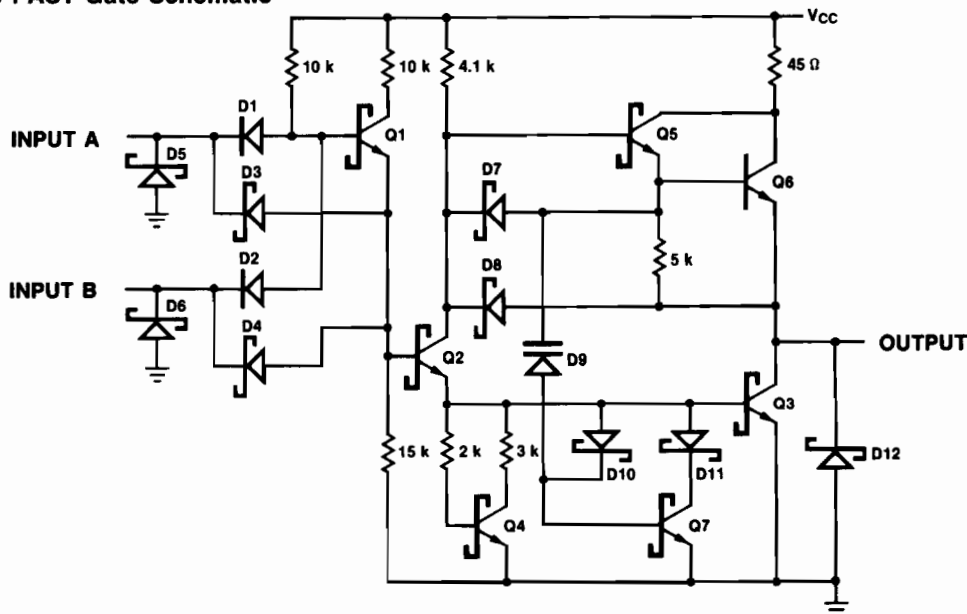 Gate Schematic
VCC
10 k
10 k
4.1 k
45 Ω
D1
INPUT A
Q1
Q5
D5
D3
D7
Q6
D2
5 k
INPUT B
D8
D6
D4
Q2
D9
OUTPUT
Q3
15 k
2 k
3 k
D10
D11
D12
Q4
Q7